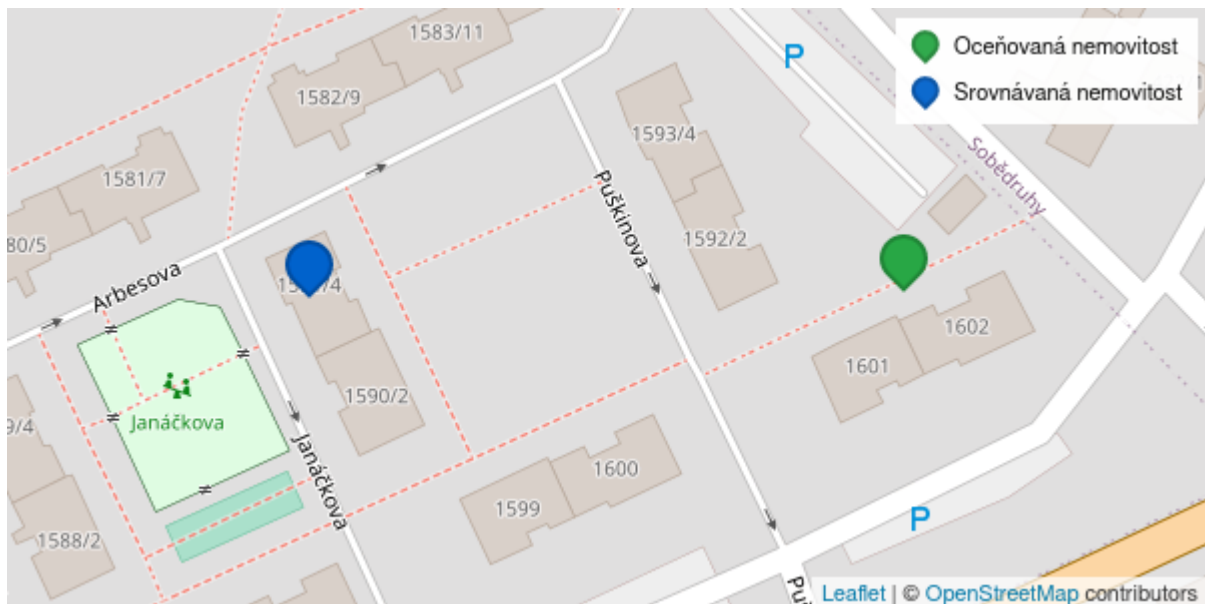 1583/11
P
Oceňovaná nemovitost
1582/9
Srovnávaná nemovitost
1593/4
1581/7
Sobědruhy
Puškinova
80/5
1592/2
Arbesova
1602
1601
1590/2
Janáčkova
9/4
Janáčkova
1600
1599
P
1588/2
Leaflet | © OpenStreetMap contributors